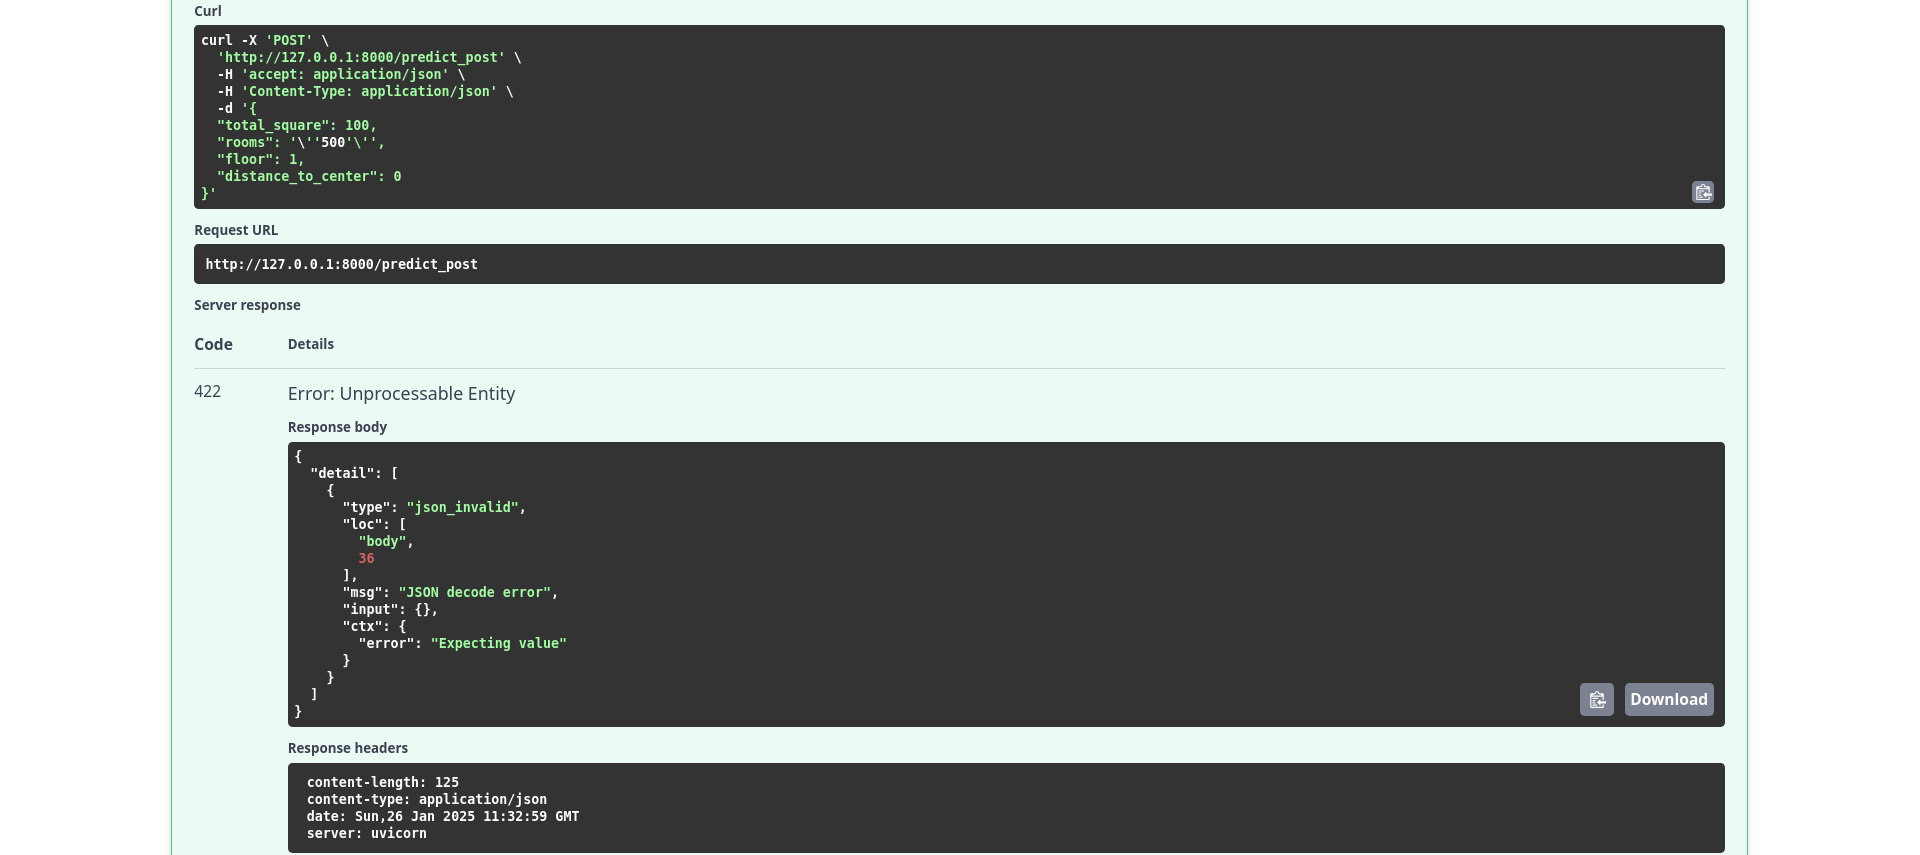 Curl
curl -X 'POST' \
  'http://127.0.0.1:8000/predict_post' \
  -H 'accept: application/json' \
  -H 'Content-Type: application/json' \
  -d '{
  "total_square": 100,
  "rooms": '\''500'\'',
  "floor": 1,
  "distance_to_center": 0
}'
Request URL
http://127.0.0.1:8000/predict_post
Server response
Code Details
422 Error: Unprocessable Entity
Response body
{
  "detail": [
    {
      "type": "json_invalid",
      "loc": [
        "body",
        36
      ],
      "msg": "JSON decode error",
      "input": {},
      "ctx": {
        "error": "Expecting value"
      }
    }
  ]
}
Download
Response headers
content-length: 125
content-type: application/json
date: Sun,26 Jan 2025 11:32:59 GMT
server: uvicorn